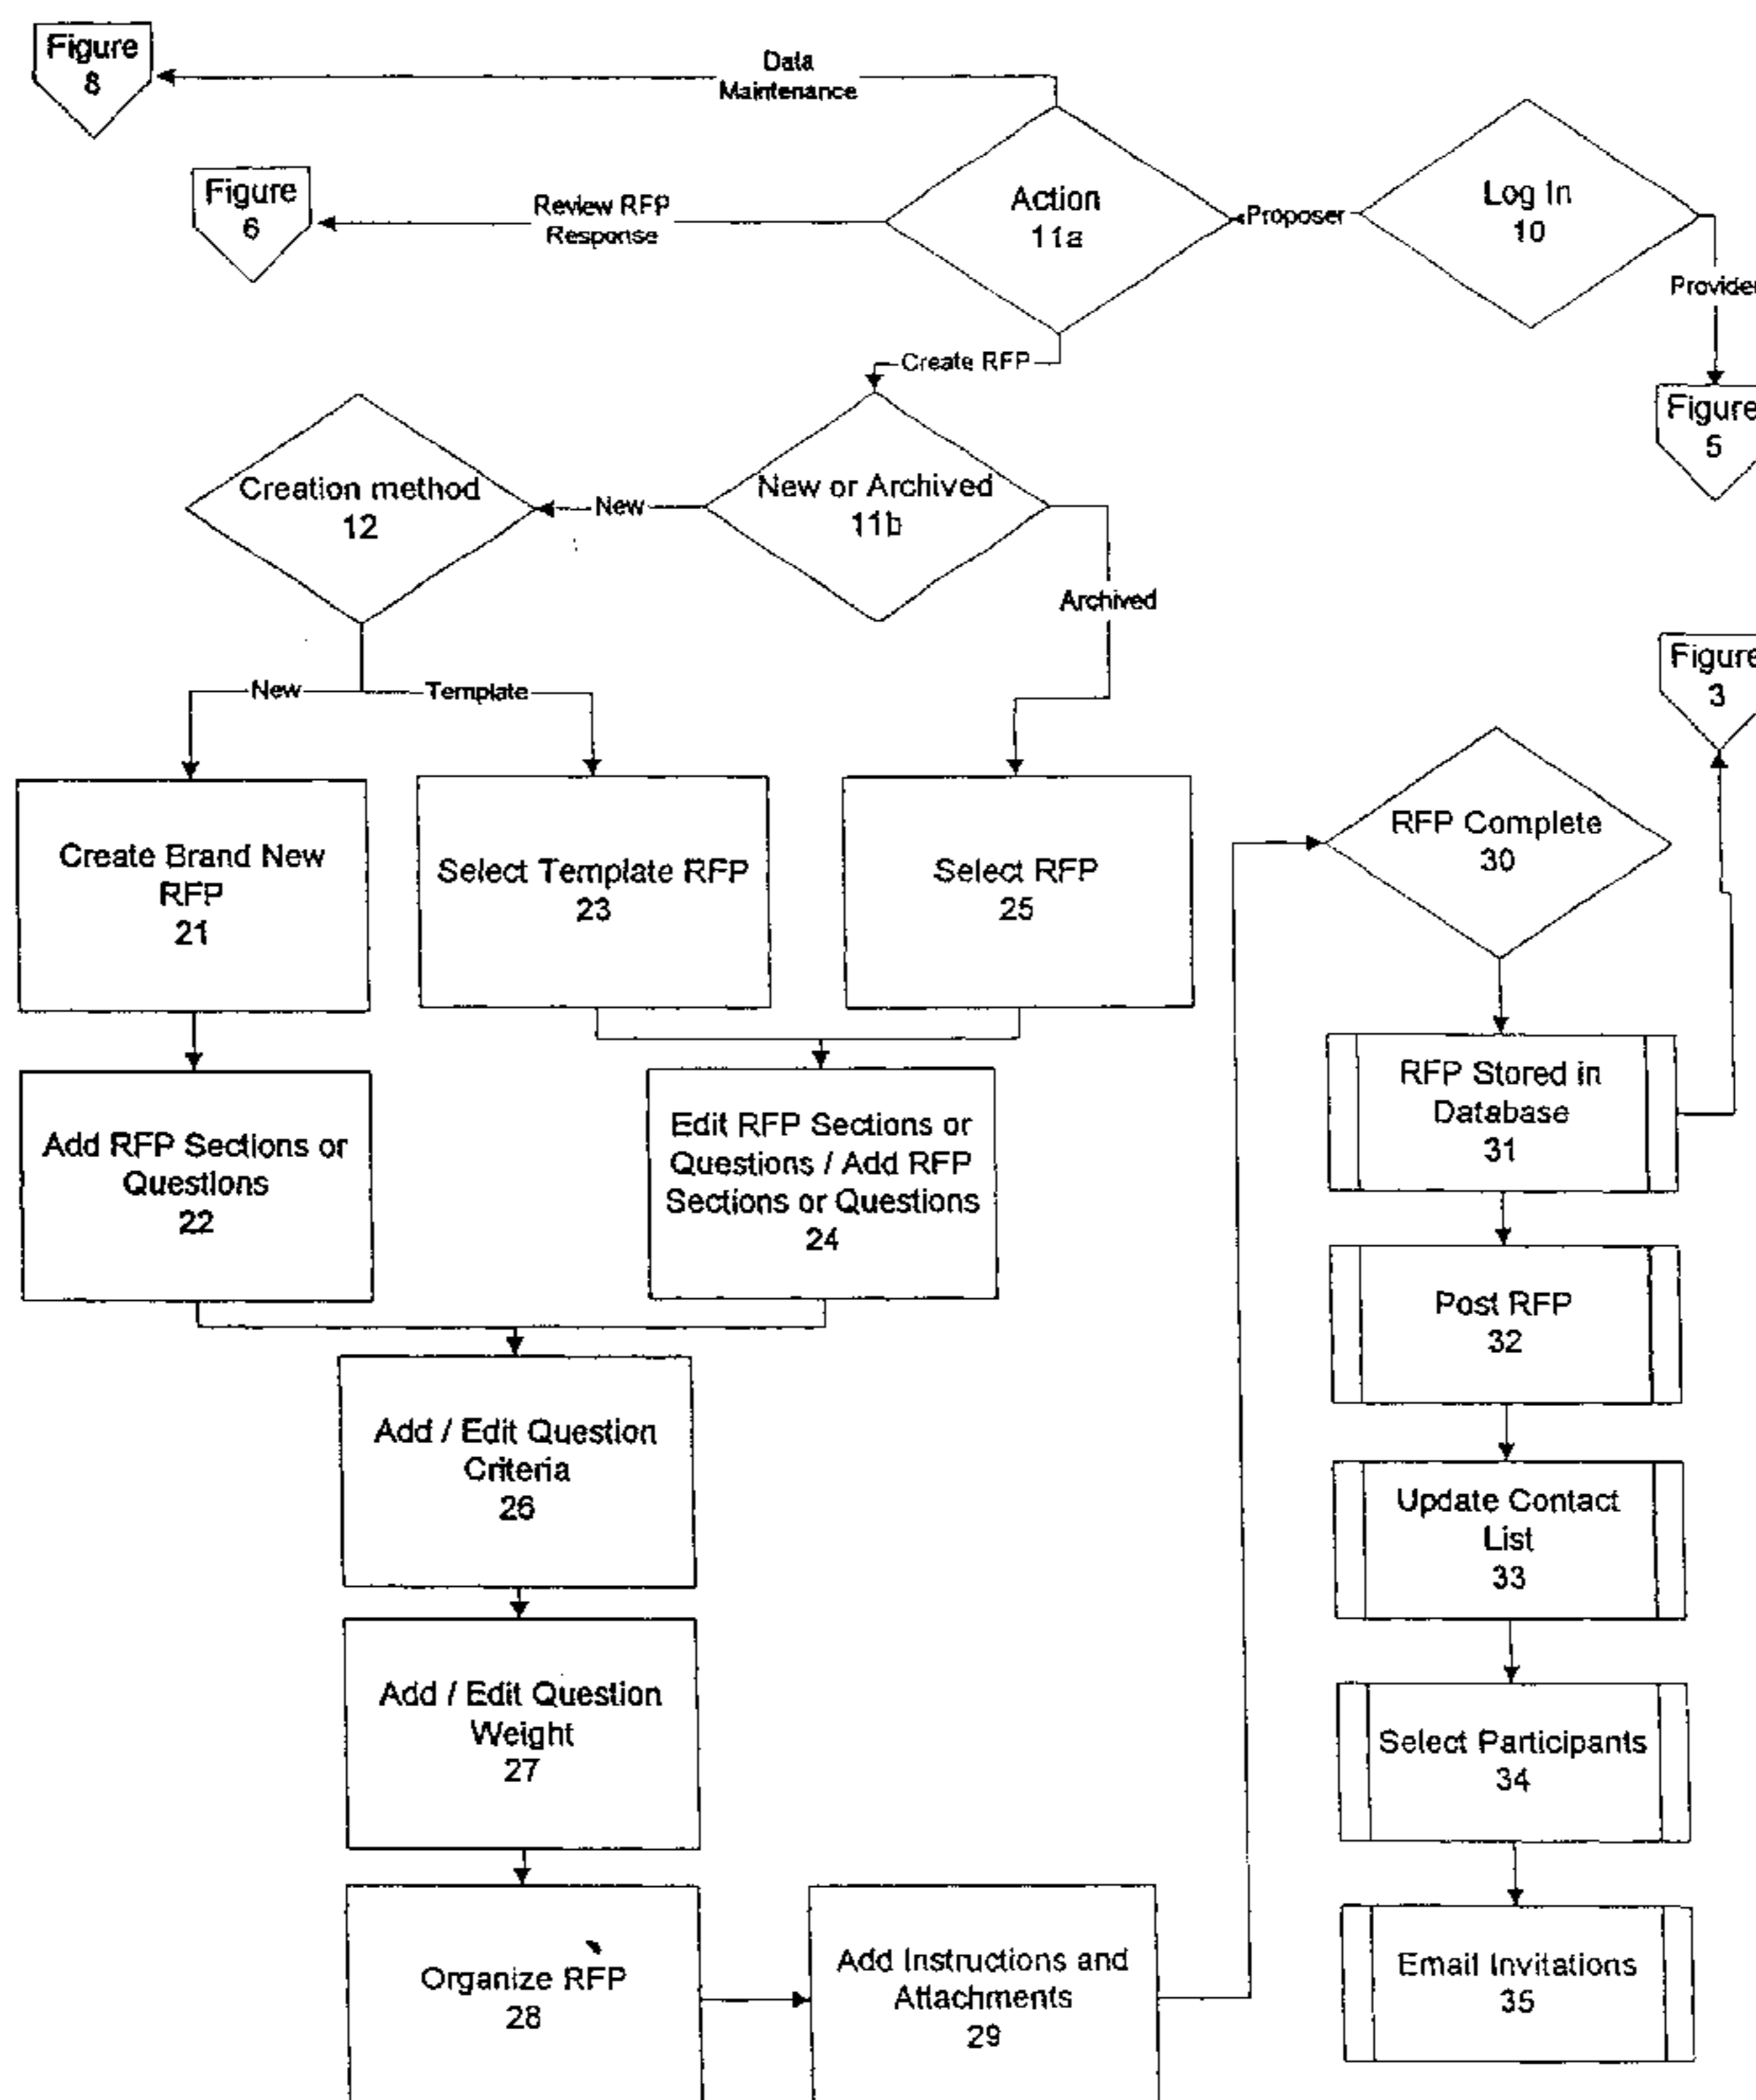 Figure
8
Data
Maintenance
Figure
6
Review RFP
Response
Action
11a
Proposer
Log In
10
Provider
Figure
5
Create RFP
Creation method
12
New
New or Archived
11b
Archived
Figure
3
New
Template
Create Brand New
RFP
21
Select Template RFP
23
Select RFP
25
RFP Complete
30
Add RFP Sections or
Questions
22
Edit RFP Sections or
Questions / Add RFP
Sections or Questions
24
RFP Stored in
Database
31
Post RFP
32
Add / Edit Question
Criteria
26
Update Contact
List
33
Add / Edit Question
Weight
27
Select Participants
34
Organize RFP
28
Add Instructions and
Attachments
29
Email Invitations
35